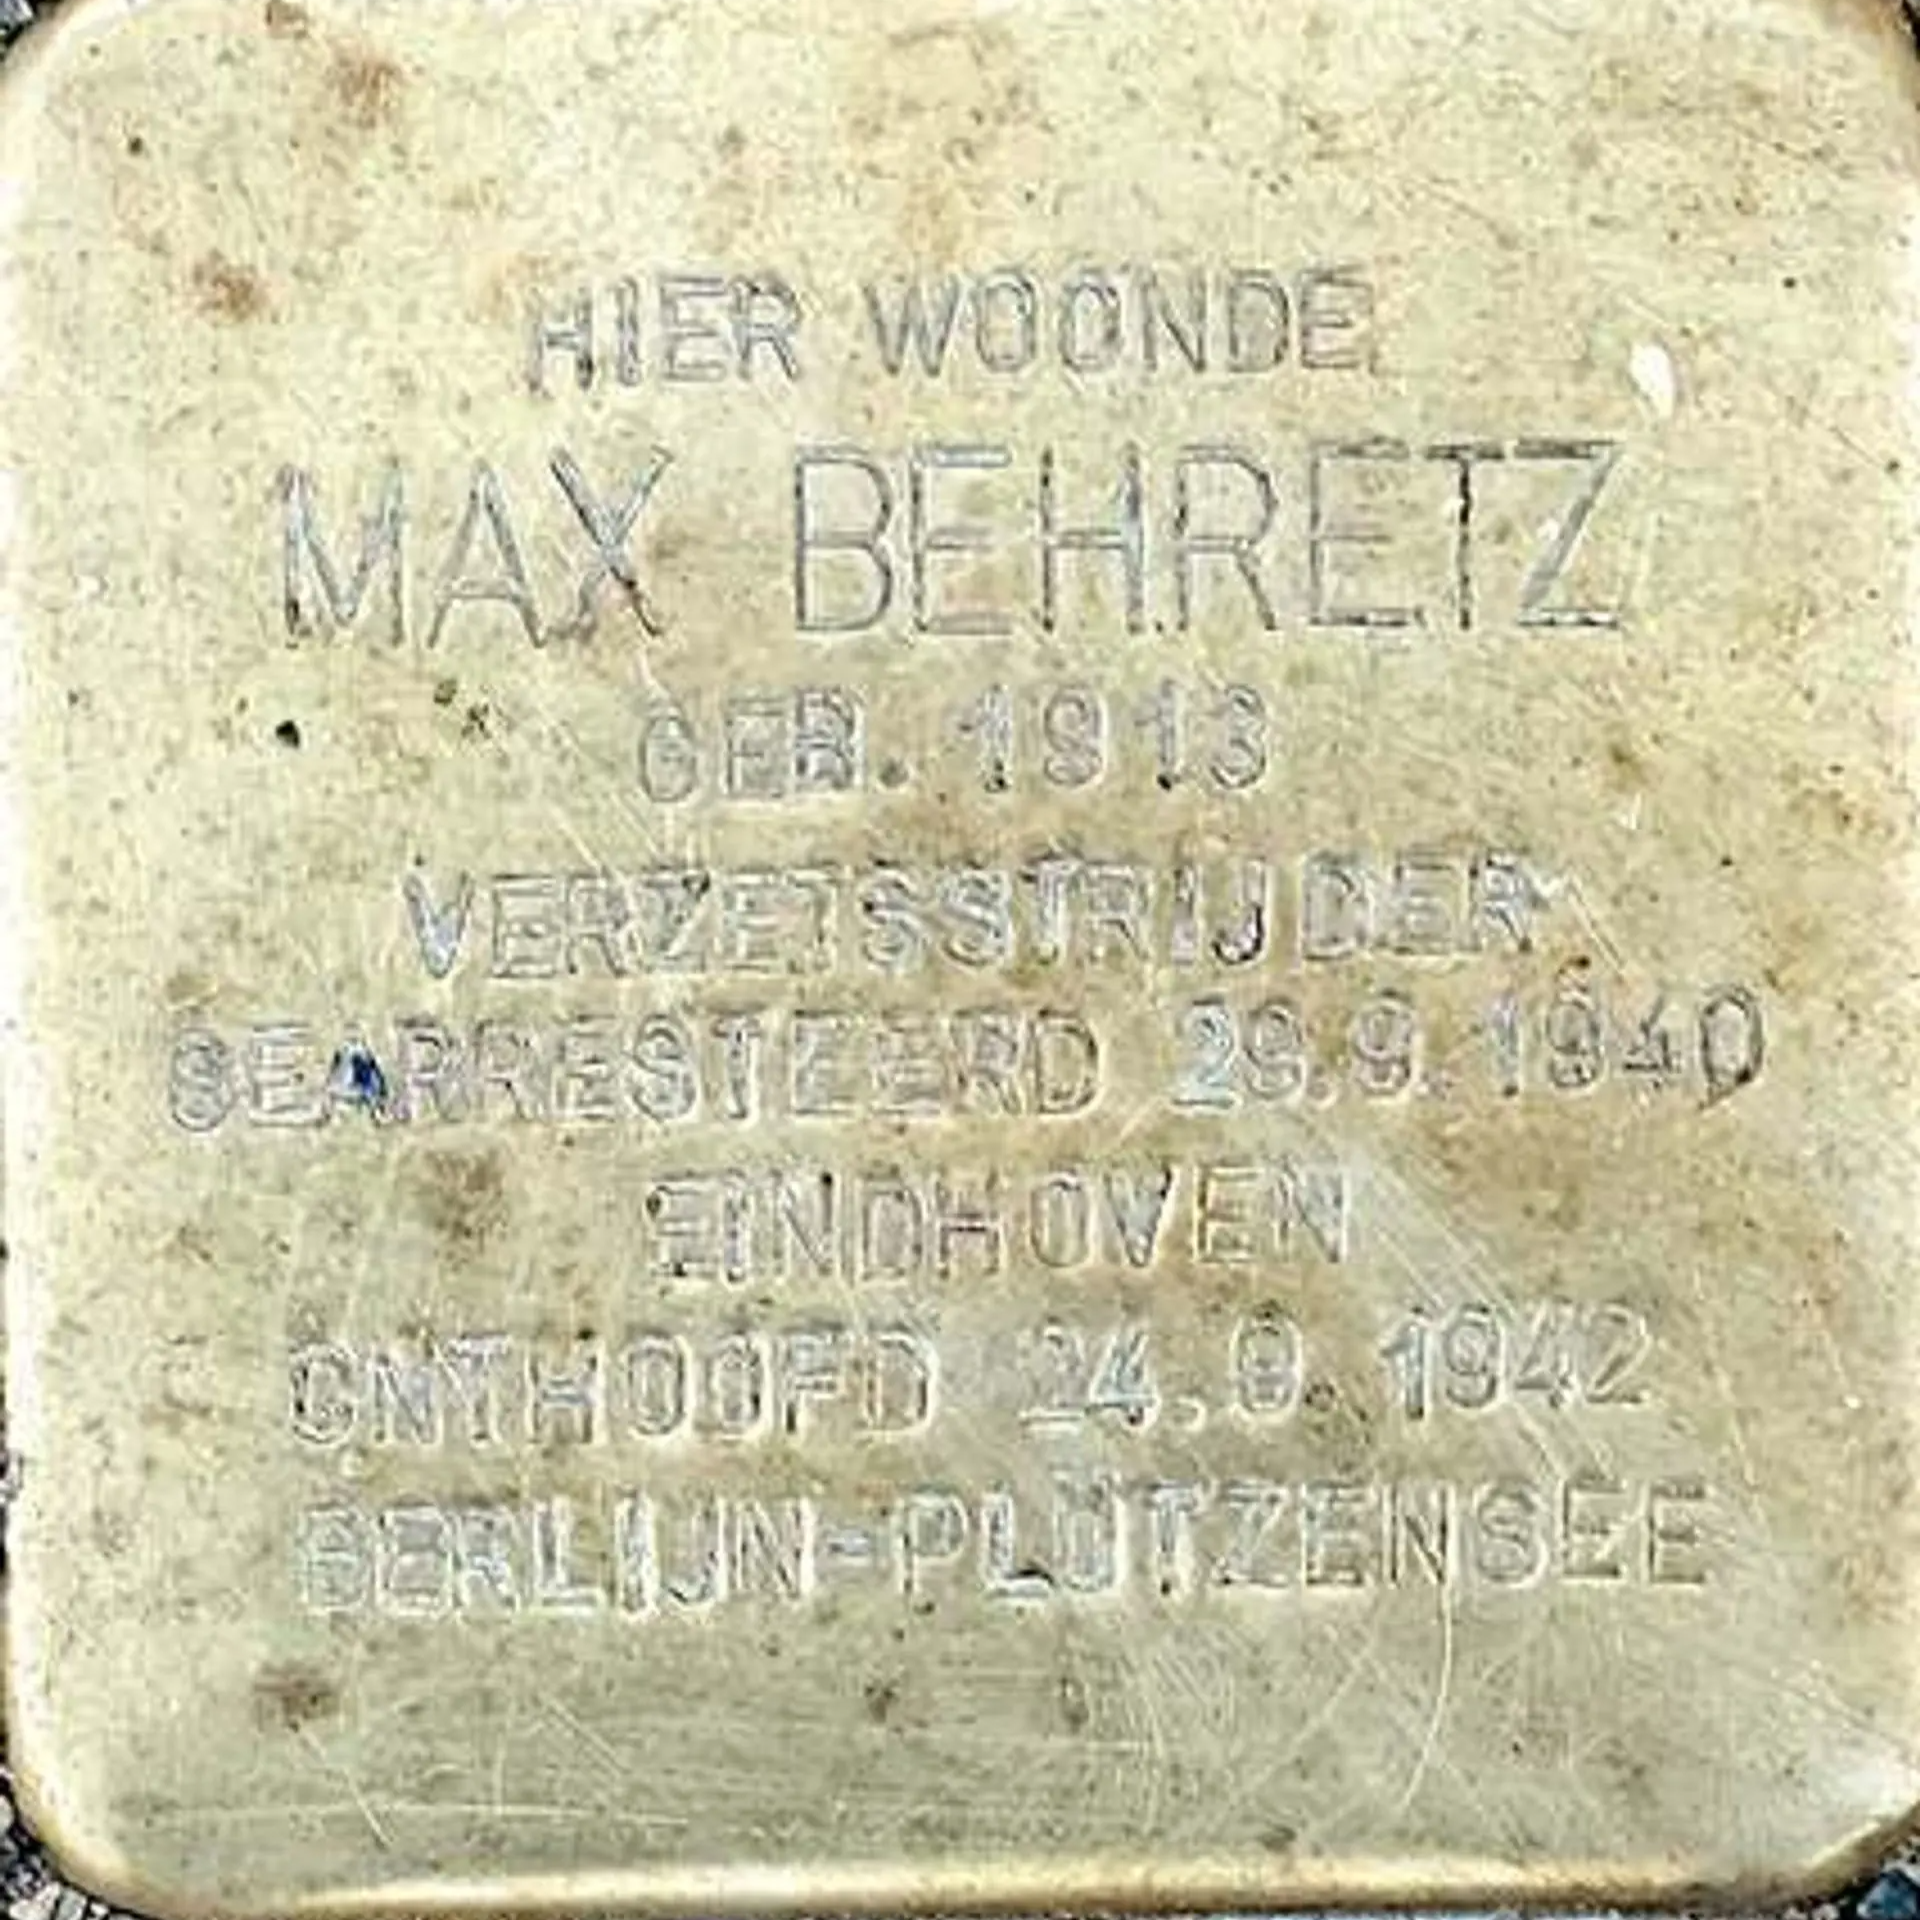 HIER WOONDE
MAX BEHRETZ
GEB. 1913
VERZETSSTRIJDER
GEARRESTEERD 29.9.1940
EINDHOVEN
ONTHOOFD 24.9.1942
BERLIJN-PLÖTZENSEE